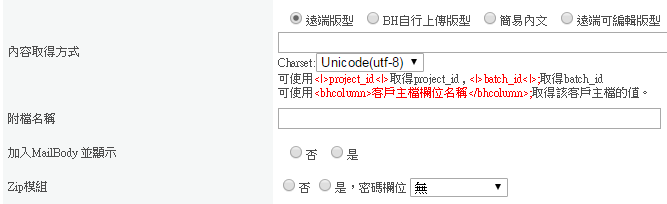 遠端版型 BH自行上傳版型 簡易內文 遠端可編輯版型
內容取得方式
Charset: Unicode(utf-8)
可使用<!>project_id<!>取得project_id , <!>batch_id<!>;取得batch_id
可使用<bhcolumn>客戶主檔欄位名稱</bhcolumn>;取得該客戶主檔的值。
附檔名稱
加入MailBody 並顯示 否 是
Zip模組 否 是，密碼欄位 無